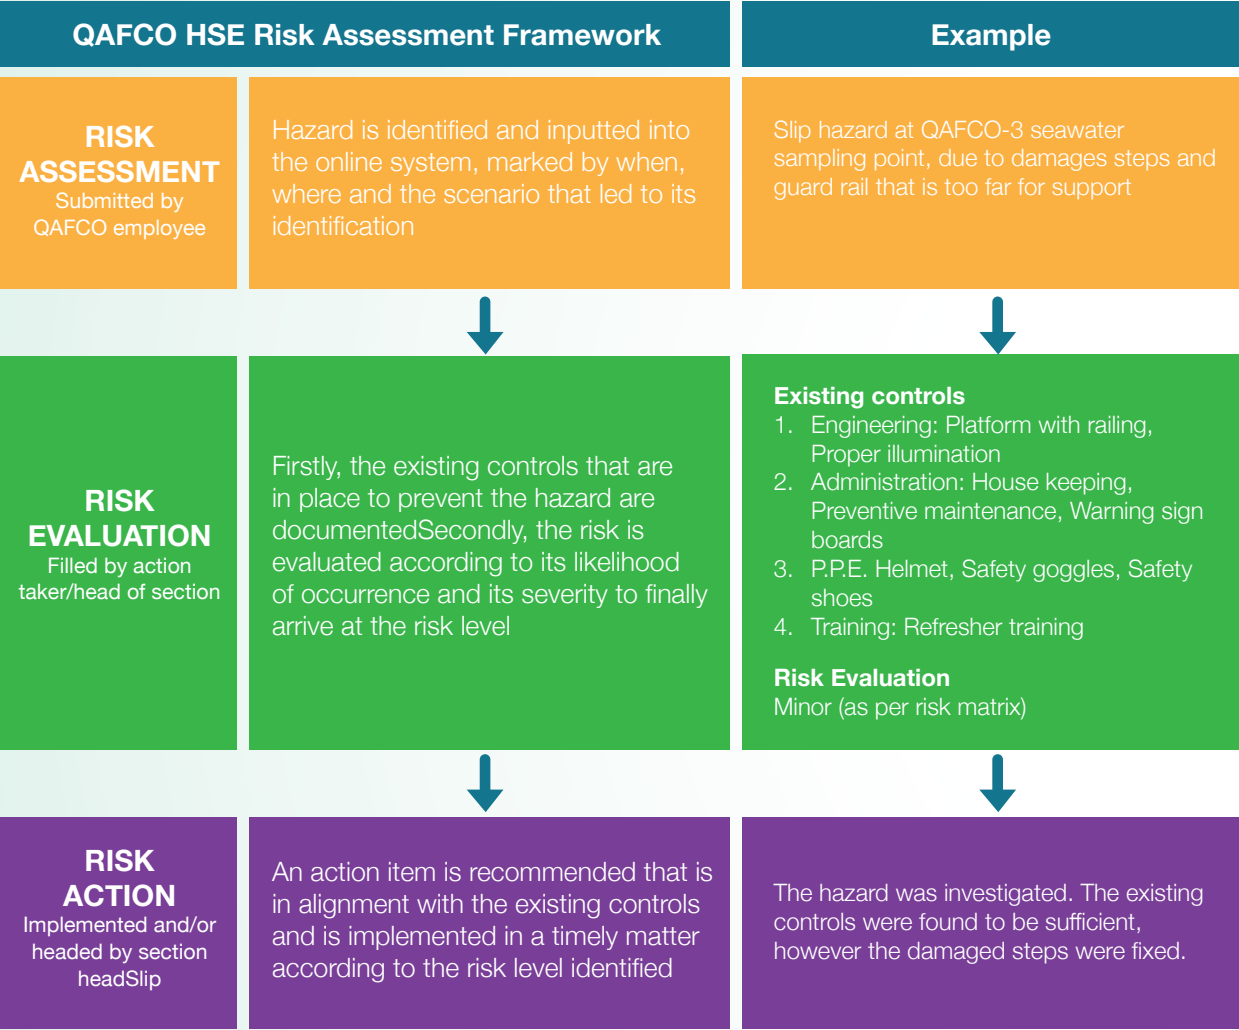 QAFCO HSE Risk Assessment Framework
Example
RISK
ASSESSMENT
Submitted by
QAFCO employee
Hazard is identified and inputted into
the online system, marked by when,
where and the scenario that led to its
identification
Slip hazard at QAFCO-3 seawater
sampling point, due to damages steps and
guard rail that is too far for support
RISK
EVALUATION
Filled by action
taker/head of section
Firstly, the existing controls that are
in place to prevent the hazard are
documentedSecondly, the risk is
evaluated according to its likelihood
of occurrence and its severity to finally
arrive at the risk level
Existing controls
1. Engineering: Platform with railing,
Proper illumination
2. Administration: House keeping,
Preventive maintenance, Warning sign
boards
3. P.P.E. Helmet, Safety goggles, Safety
shoes
4. Training: Refresher training
Risk Evaluation
Minor (as per risk matrix)
RISK
ACTION
Implemented and/or
headed by section
headSlip
An action item is recommended that is
in alignment with the existing controls
and is implemented in a timely matter
according to the risk level identified
The hazard was investigated. The existing
controls were found to be sufficient,
however the damaged steps were fixed.